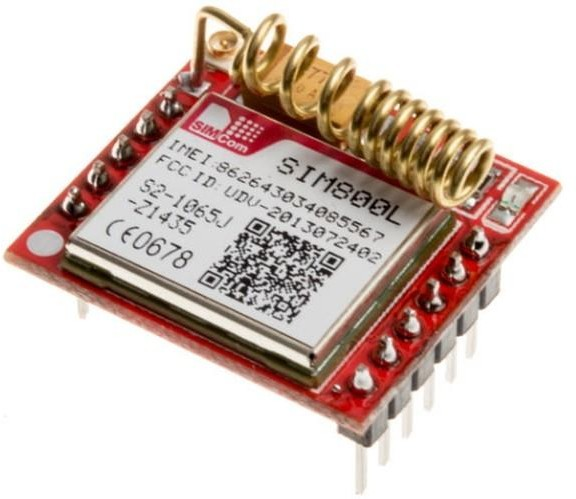 SIMCom
SIM800L
IMEI:862643034085567
FCC ID: UDV-2013072402
S2-1065J
-Z1435
CE0678